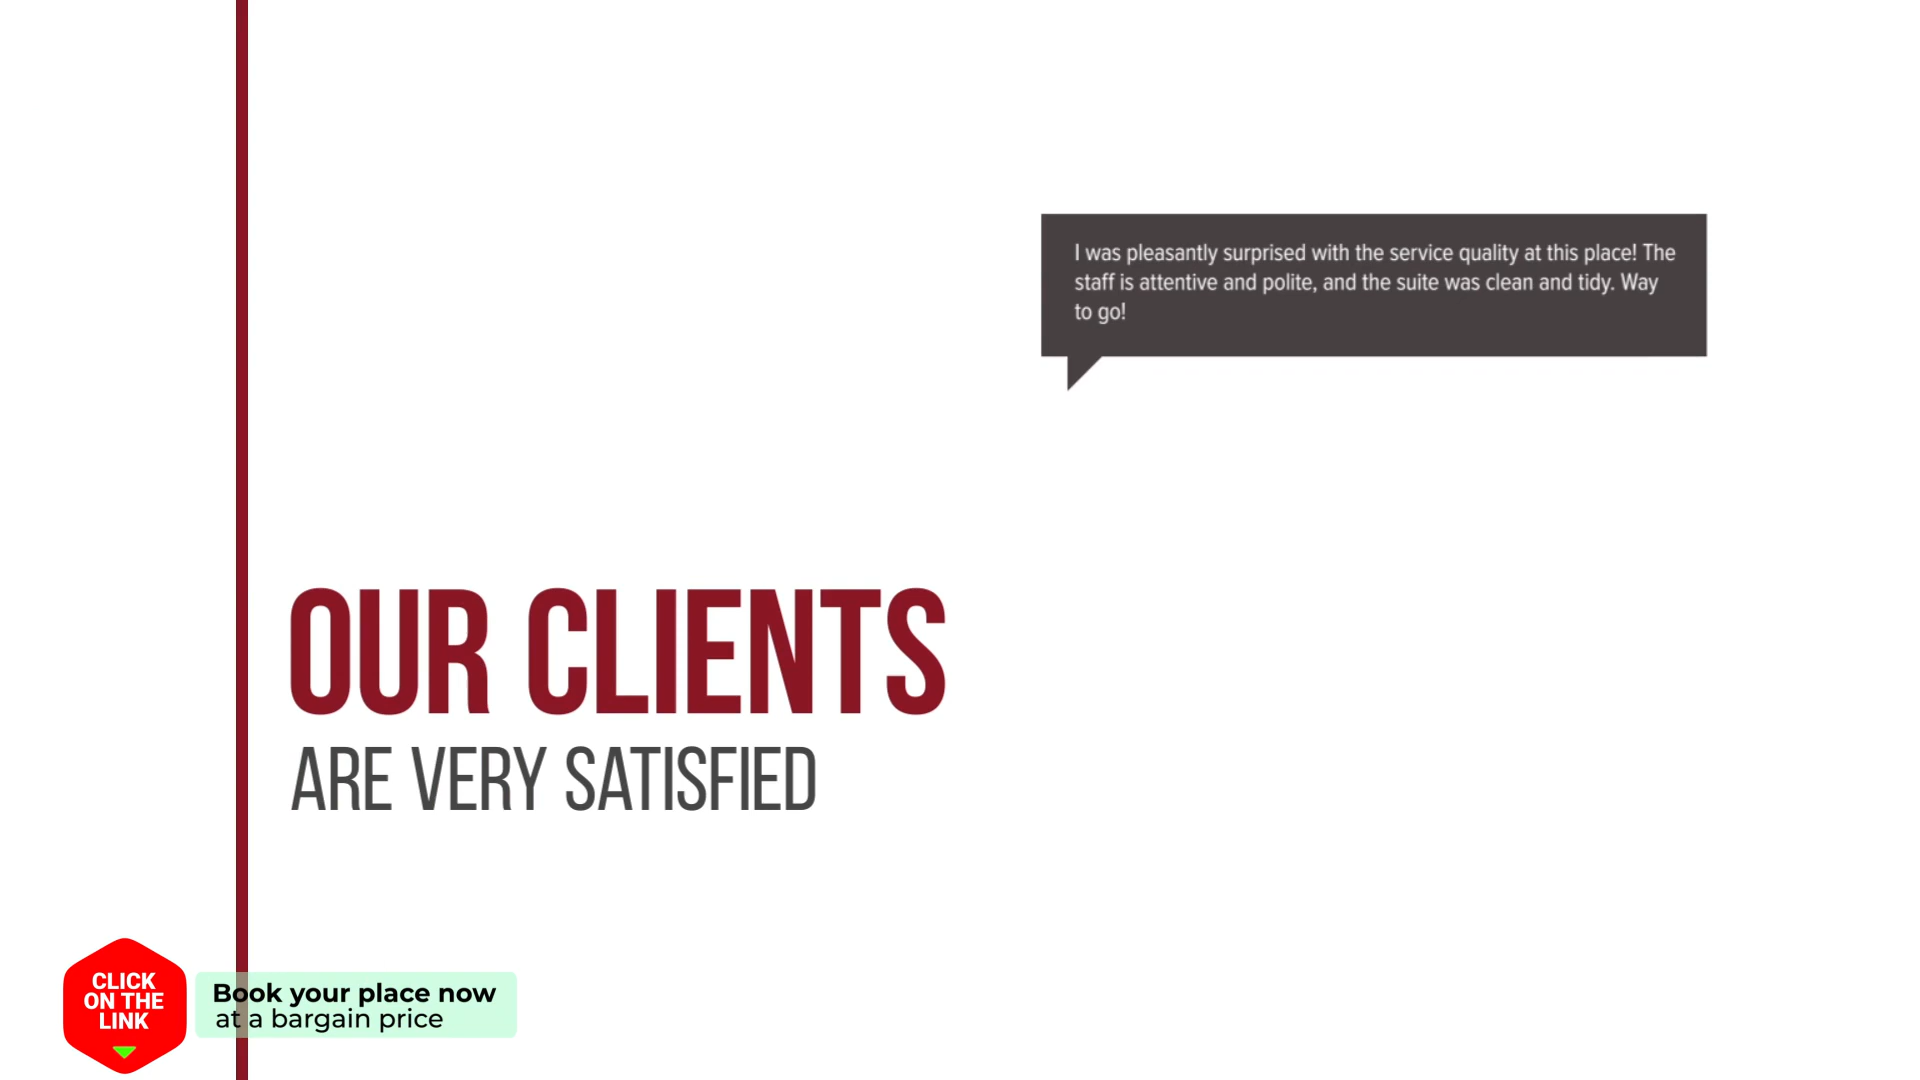 I was pleasantly surprised with the service quality at this place! The
staff is attentive and polite, and the suite was clean and tidy. Way
to go!
OUR CLIENTS
ARE VERY SATISFIED
CLICK
ON THE
LINK
Book your place now
at a bargain price